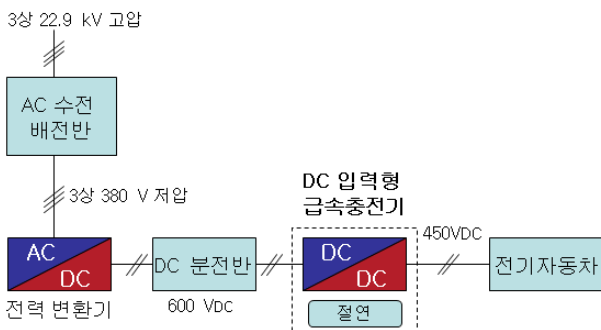 3상 22.9 kV 고압
AC 수전
배전반
3상 380 V 저압
DC 입력형
급속충전기
AC
DC
전력 변환기
DC 분전반
600 VDC
DC
DC
절연
450VDC
전기자동차